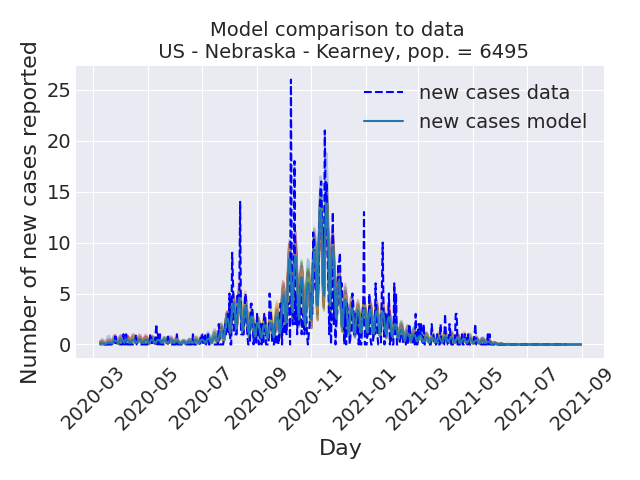 Model comparison to data
US - Nebraska - Kearney, pop. = 6495
Number of new cases reported
25
20
15
10
5
0
new cases data
new cases model
2020-03
2020-05
2020-07
2020-09
2020-11
2021-01
2021-03
2021-05
2021-07
2021-09
Day